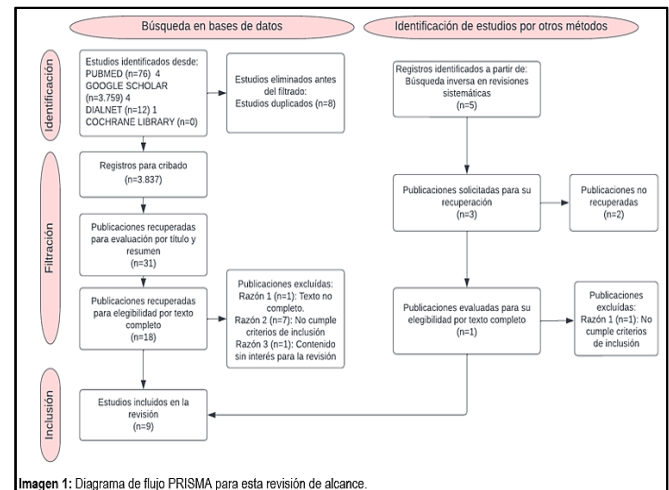 Búsqueda en bases de datos
Identificación de estudios por otros métodos
Identificación
Estudios identificados desde:
PUBMED (n=76) 4
GOOGLE SCHOLAR
(n=3.759) 4
DIALNET (n=12) 1
COCHRANE LIBRARY (n=0)
Estudios eliminados antes
del filtrado:
Estudios duplicados (n=8)
Registros identificados a partir de:
Búsqueda inversa en revisiones
sistemáticas
(n=5)
Filtración
Registros para cribado
(n=3.837)
Publicaciones recuperadas
para evaluación por título y
resumen
(n=31)
Publicaciones recuperadas
para elegibilidad por texto
completo
(n=18)
Publicaciones excluídas:
Razón 1 (n=1): Texto no
completo.
Razón 2 (n=7): No cumple
criterios de inclusión
Razón 3 (n=1): Contenido
sin interés para la revisión
Publicaciones solicitadas para su
recuperación
(n=3)
Publicaciones no
recuperadas
(n=2)
Publicaciones evaluadas para su
elegibilidad por texto completo
(n=1)
Publicaciones
excluídas:
Razón 1 (n=1): No
cumple criterios
de inclusión
Inclusión
Estudios incluidos en la
revisión
(n=9)
Imagen 1: Diagrama de flujo PRISMA para esta revisión de alcance.